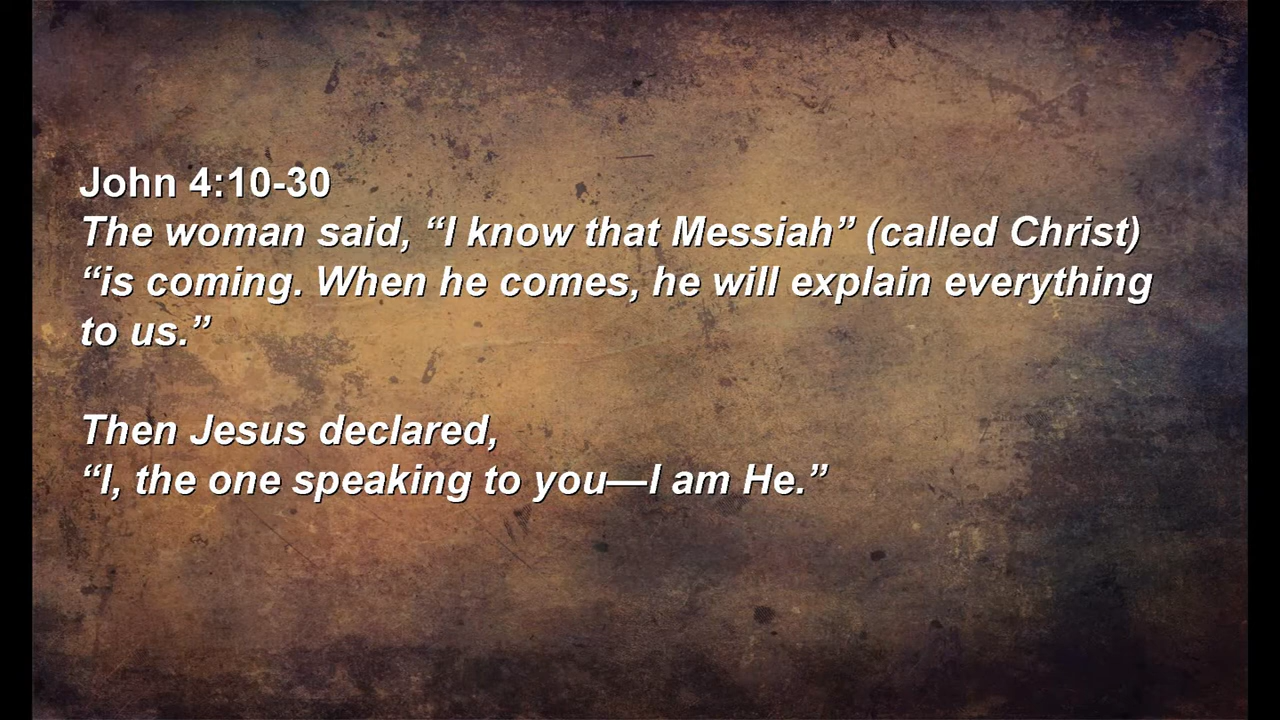 John 4:10-30
The woman said, “I know that Messiah” (called Christ)
“is coming. When he comes, he will explain everything
to us.”
Then Jesus declared,
“I, the one speaking to you—I am He.”